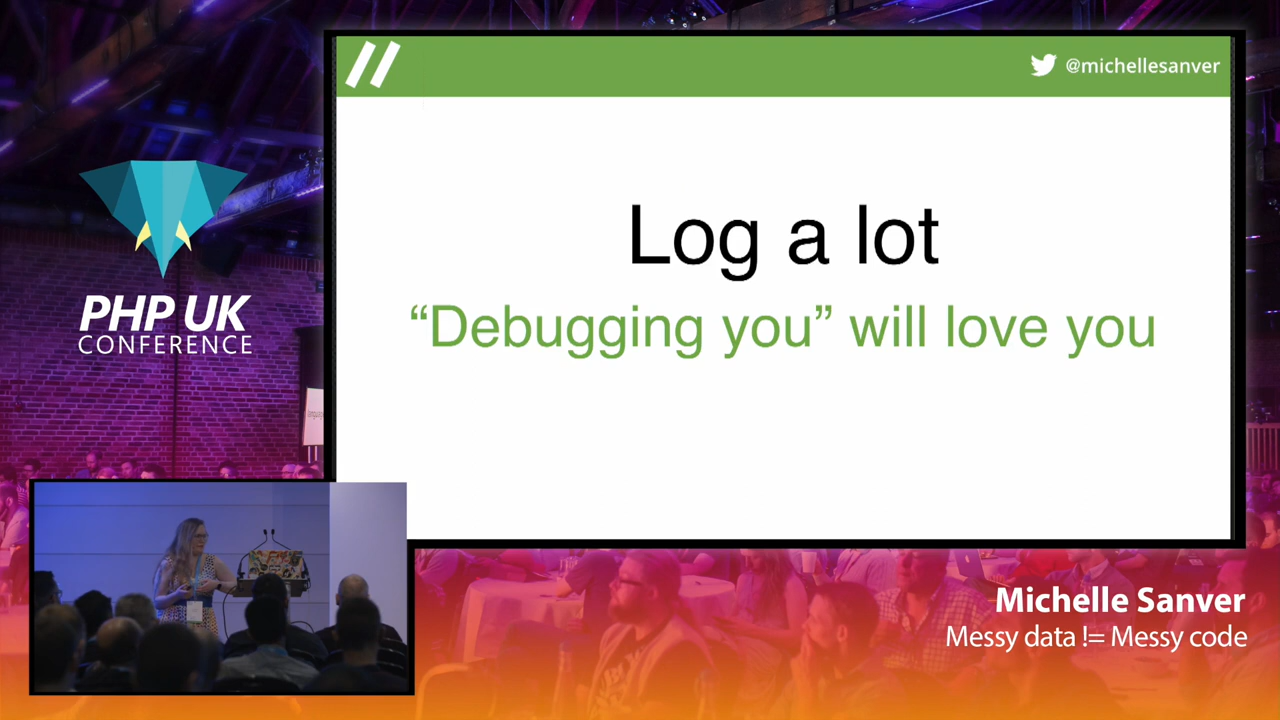 @michellesanver
Log a lot
“Debugging you” will love you
PHP UK
CONFERENCE
Michelle Sanver
Messy data != Messy code